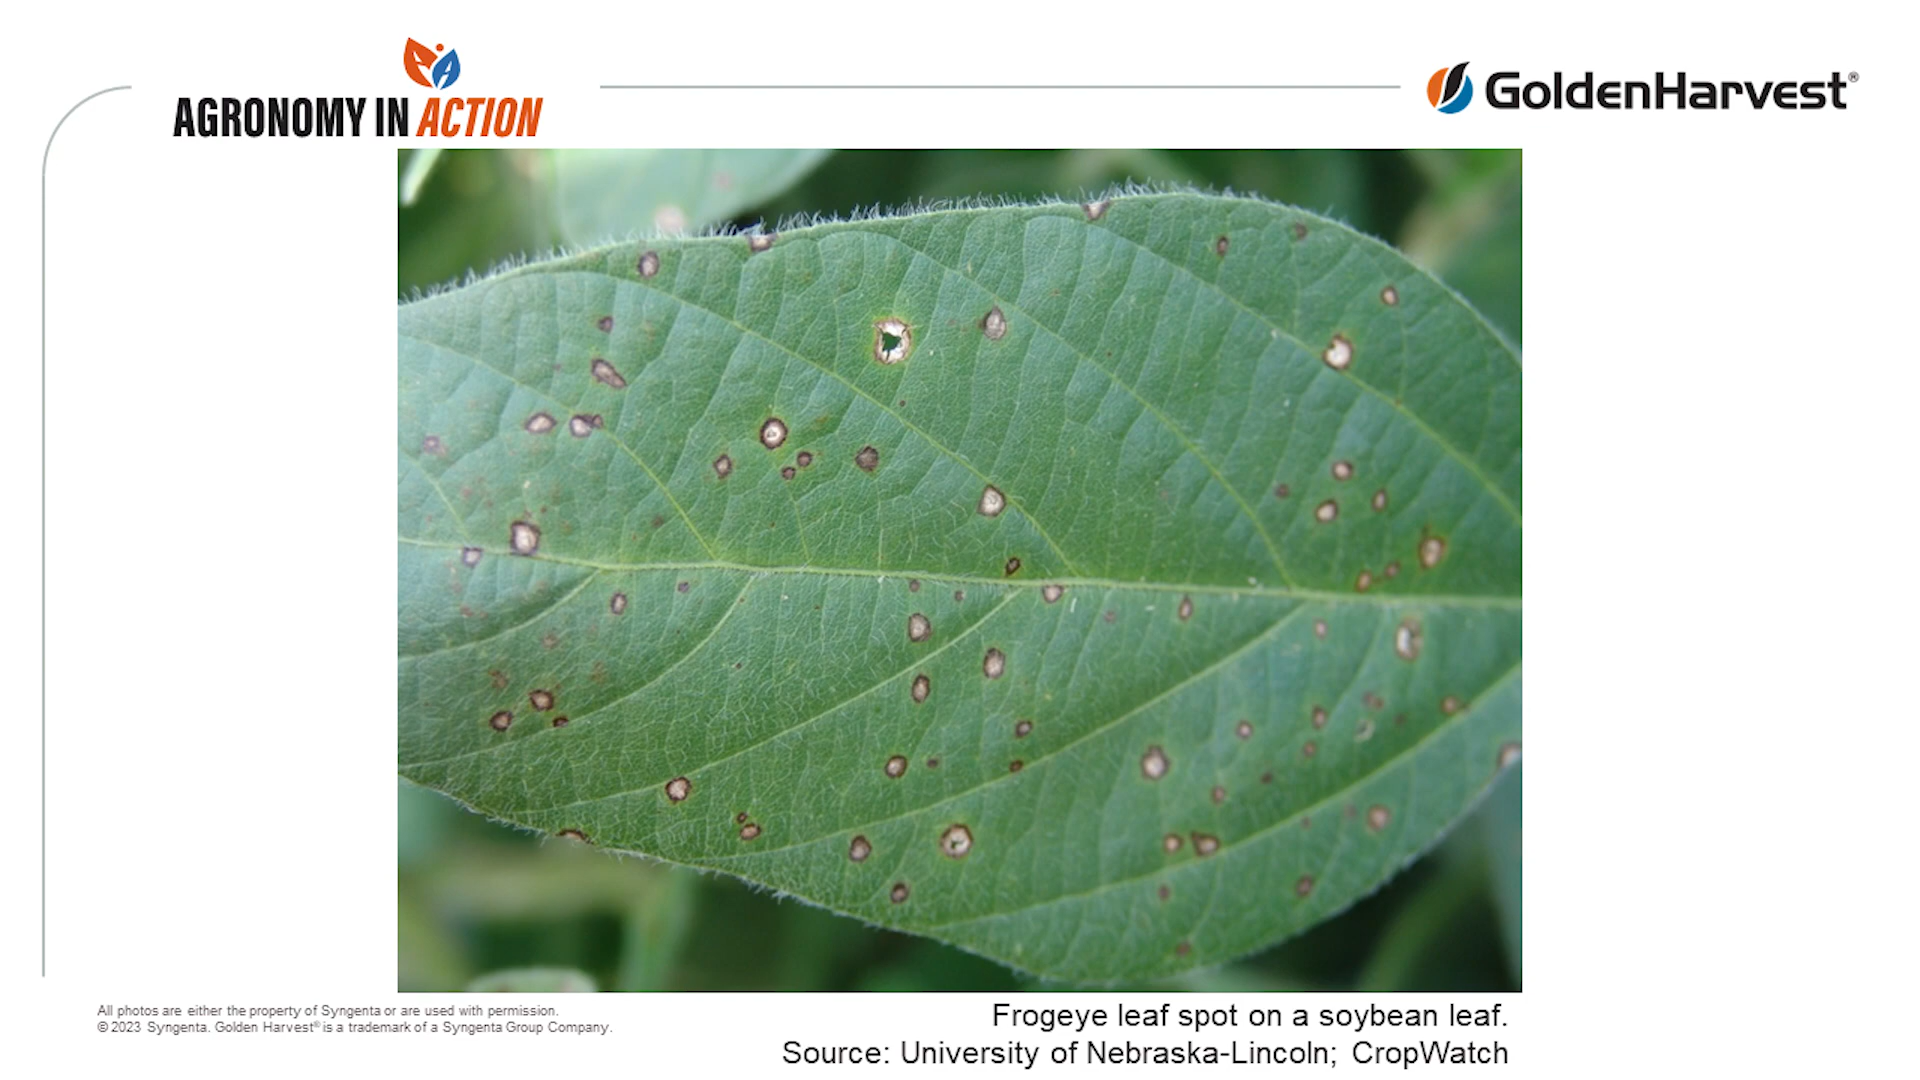 AGRONOMY IN ACTION
GoldenHarvest®
All photos are either the property of Syngenta or are used with permission.
© 2023 Syngenta. Golden Harvest® is a trademark of a Syngenta Group Company.
Frogeye leaf spot on a soybean leaf.
Source: University of Nebraska-Lincoln; CropWatch